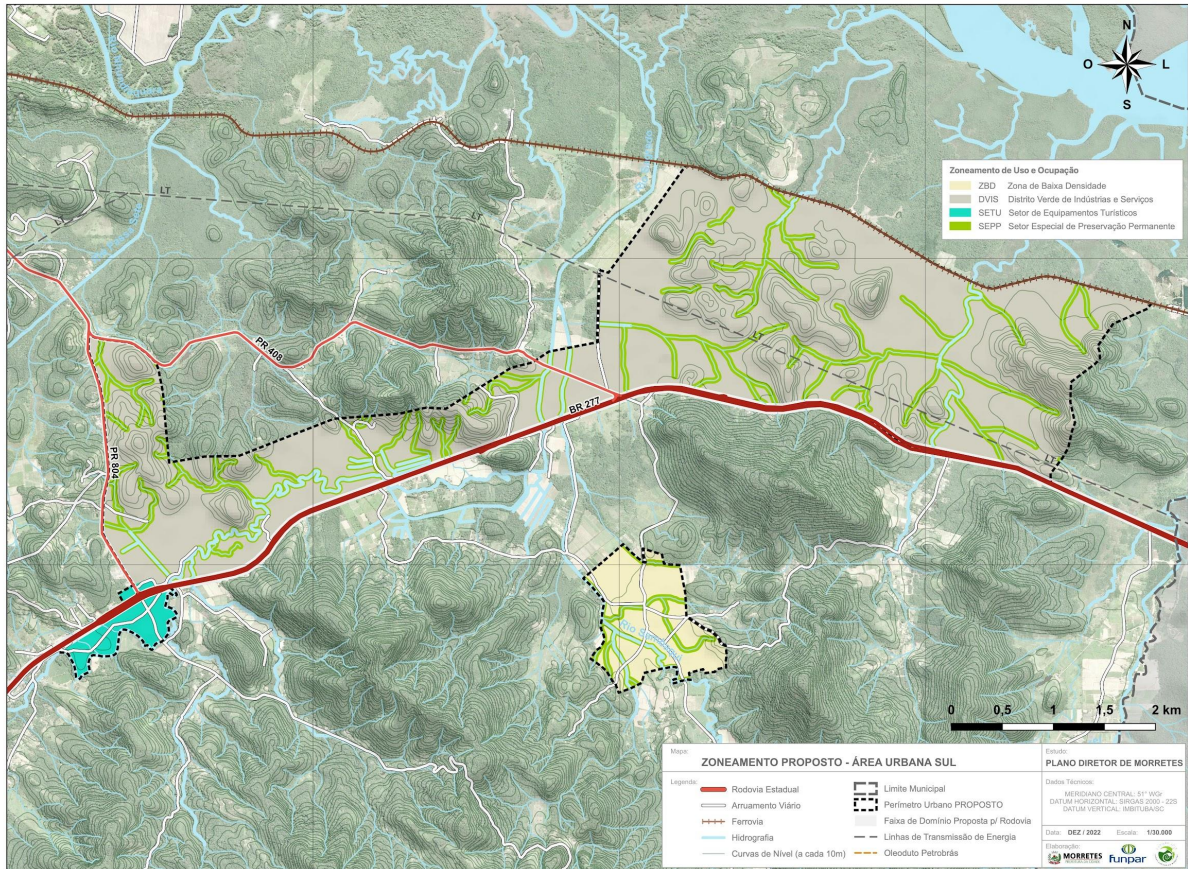 N
O
L
S
Zoneamento de Uso e Ocupação
ZBD Zona de Baixa Densidade
DVIS Distrito Verde de Indústrias e Serviços
SETU Setor de Equipamentos Turísticos
SEPP Setor Especial de Preservação Permanente
LT
LT
LT
LT
PR 408
BR 277
PR 804
Rio
0 0,5 1 1,5 2 km
Mapa:
ZONEAMENTO PROPOSTO - ÁREA URBANA SUL
Legenda:
Rodovia Estadual
Arruamento Viário
Ferrovia
Hidrografia
Curvas de Nível (a cada 10m)
Limite Municipal
Perímetro Urbano PROPOSTO
Faixa de Domínio Proposta p/ Rodovia
Linhas de Transmissão de Energia
Oleoduto Petrobrás
Estudo:
PLANO DIRETOR DE MORRETES
Dados Técnicos:
MERIDIANO CENTRAL: 51° WGr
DATUM HORIZONTAL: SIRGAS 2000 - 22S
DATUM VERTICAL: IMBITUBA/SC
Data: DEZ / 2022 Escala: 1/30.000
Elaboração:
MORRETES
funpar